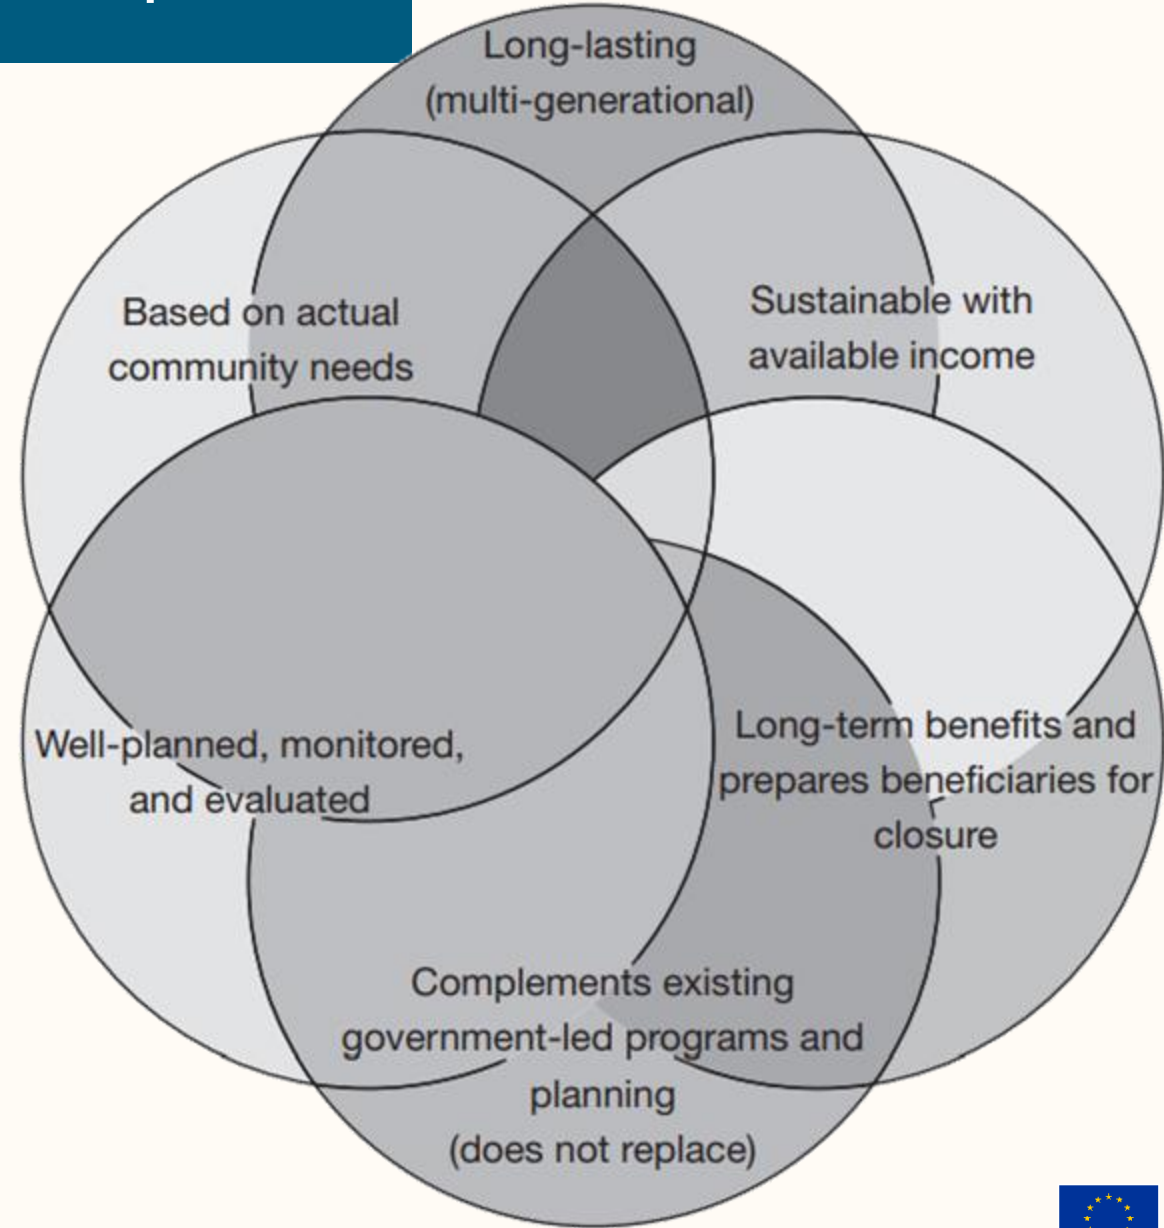 Long-lasting
(multi-generational)
Based on actual
community needs
Sustainable with
available income
Well-planned, monitored,
and evaluated
Long-term benefits and
prepares beneficiaries for
closure
Complements existing
government-led programs and
planning
(does not replace)